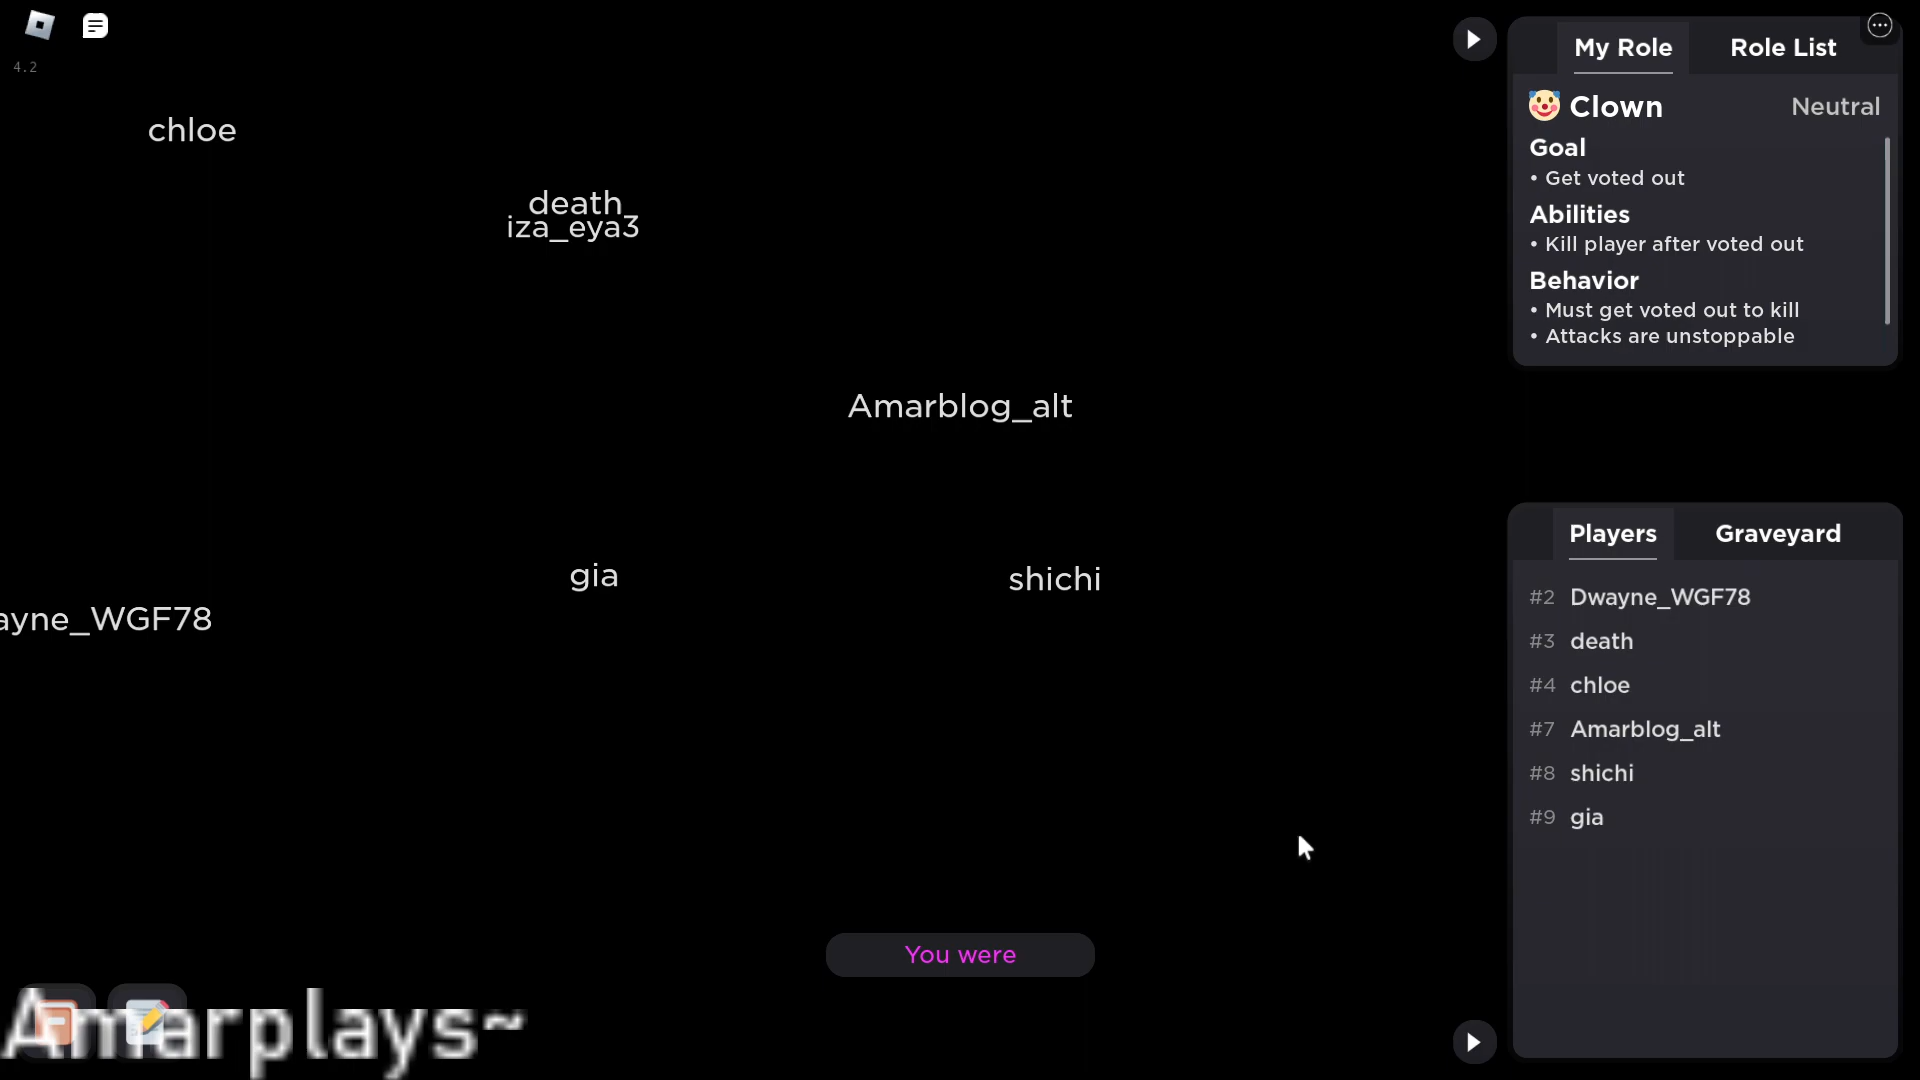 4.2
chloe
death
iza_eya3
Amarblog_alt
gia
shichi
ayne_WGF78
You were
Amarplays~
My Role
Role List
Clown
Neutral
Goal
• Get voted out
Abilities
• Kill player after voted out
Behavior
• Must get voted out to kill
• Attacks are unstoppable
Players
Graveyard
#2 Dwayne_WGF78
#3 death
#4 chloe
#7 Amarblog_alt
#8 shichi
#9 gia